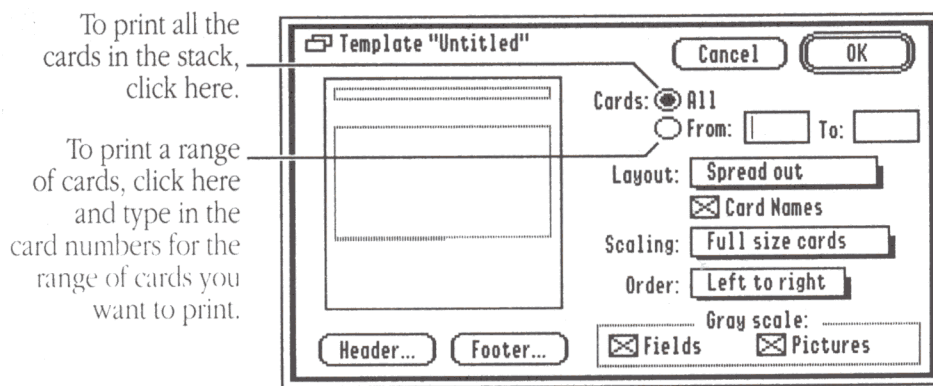 To print all the
cards in the stack,
click here.
To print a range
of cards, click here
and type in the
card numbers for the
range of cards you
want to print.
Template "Untitled"
Cancel OK
Cards: All
From: To:
Layout: Spread out
Card Names
Scaling: Full size cards
Order: Left to right
Gray scale:
Fields Pictures
Header... Footer...